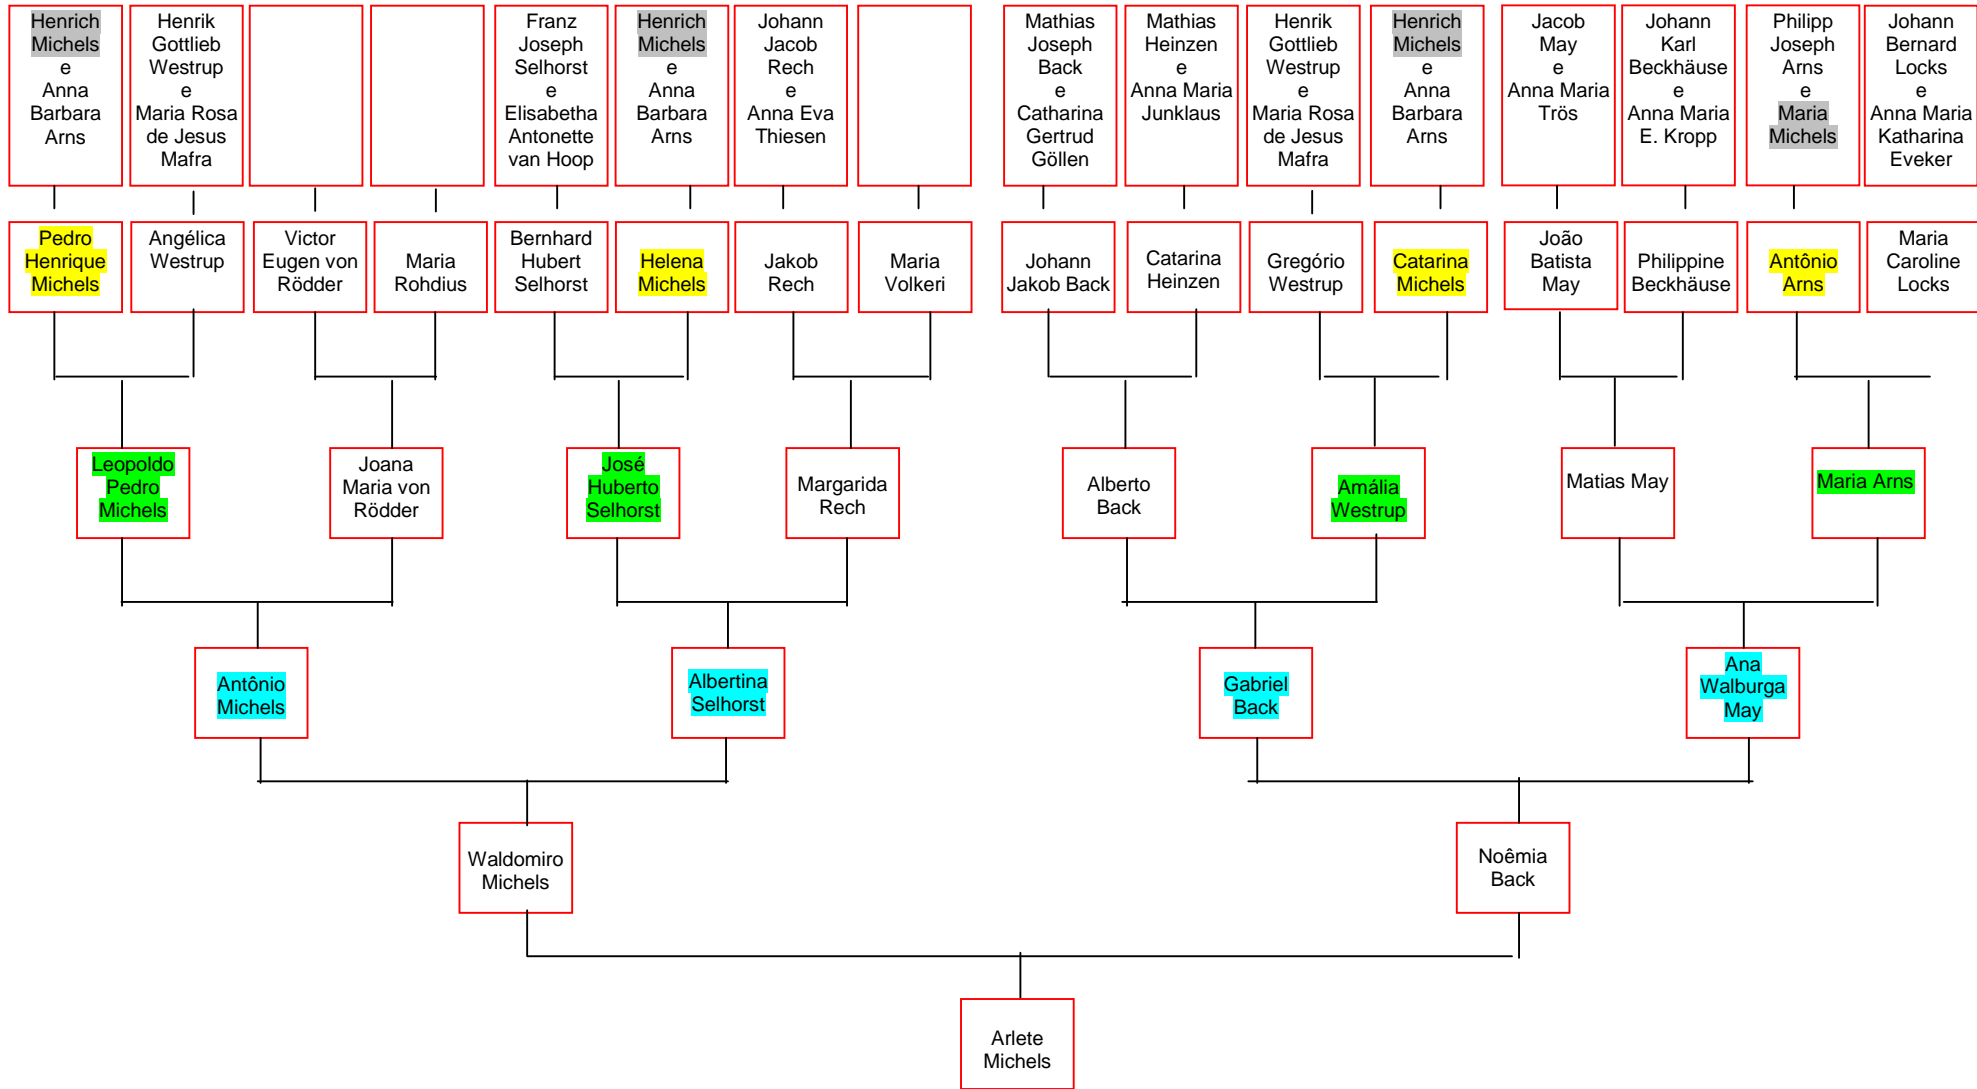 Henrich
Michels
e
Anna
Barbara
Arns
Henrik
Gottlieb
Westrup
e
Maria Rosa
de Jesus
Mafra
Franz
Joseph
Selhorst
e
Elisabetha
Antonette
van Hoop
Henrich
Michels
e
Anna
Barbara
Arns
Johann
Jacob
Rech
e
Anna Eva
Thiesen
Mathias
Joseph
Back
e
Catharina
Gertrud
Göllen
Mathias
Heinzen
e
Anna Maria
Junklaus
Henrik
Gottlieb
Westrup
e
Maria Rosa
de Jesus
Mafra
Henrich
Michels
e
Anna
Barbara
Arns
Jacob
May
e
Anna Maria
Trös
Johann
Karl
Beckhäuse
e
Anna Maria
E. Kropp
Philipp
Joseph
Arns
e
Maria
Michels
Johann
Bernard
Locks
e
Anna Maria
Katharina
Eveker
Pedro
Henrique
Michels
Angélica
Westrup
Victor
Eugen von
Rödder
Maria
Rohdius
Bernhard
Hubert
Selhorst
Helena
Michels
Jakob
Rech
Maria
Volkeri
Johann
Jakob Back
Catarina
Heinzen
Gregório
Westrup
Catarina
Michels
João
Batista
May
Philippine
Beckhäuse
Antônio
Arns
Maria
Caroline
Locks
Leopoldo
Pedro
Michels
Joana
Maria von
Rödder
José
Huberto
Selhorst
Margarida
Rech
Alberto
Back
Amália
Westrup
Matias May
Maria Arns
Antônio
Michels
Albertina
Selhorst
Gabriel
Back
Ana
Walburga
May
Waldomiro
Michels
Noêmia
Back
Arlete
Michels